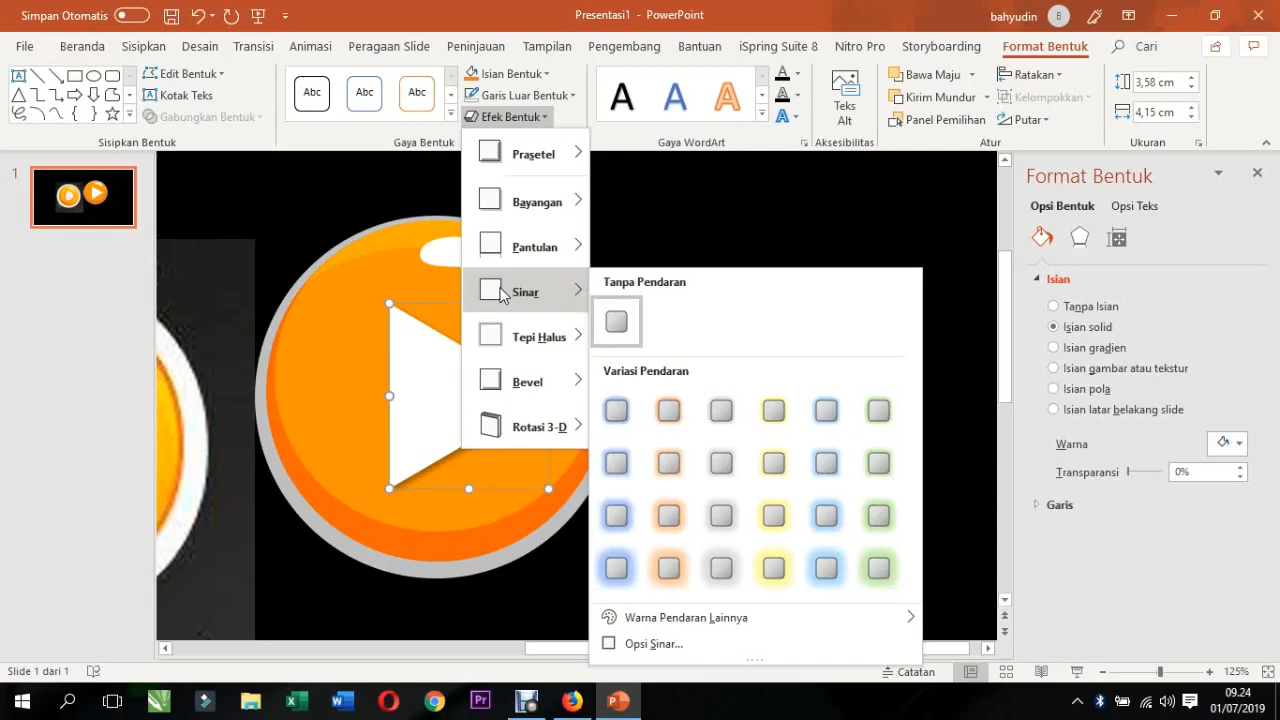 Simpan Otomatis
Presentasi1 - PowerPoint
bahyudin B
File Beranda Sisipkan Desain Transisi Animasi Peragaan Slide Peninjauan Tampilan Pengembang Bantuan iSpring Suite 8 Nitro Pro Storyboarding Format Bentuk Cari
Edit Bentuk
Kotak Teks
Gabungkan Bentuk
Sisipkan Bentuk
Abc Abc Abc
Isian Bentuk
Garis Luar Bentuk
Efek Bentuk
Gaya Bentuk
A A A
A
A
A
Gaya WordArt
Teks
Alt
Aksesibilitas
Bawa Maju
Kirim Mundur
Panel Pemilihan
Ratakan
Kelompokkan
Putar
Atur
3,58 cm
4,15 cm
Ukuran
1
Prasetel
Bayangan
Pantulan
Sinar
Tepi Halus
Bevel
Rotasi 3-D
Tanpa Pendaran
Variasi Pendaran
Warna Pendaran Lainnya
Opsi Sinar...
Format Bentuk
Opsi Bentuk Opsi Teks
Isian
Tanpa Isian
Isian solid
Isian gradien
Isian gambar atau tekstur
Isian pola
Isian latar belakang slide
Warna
Transparansi 0%
Garis
Slide 1 dari 1
Catatan
125%
Pr
09.24
01/07/2019